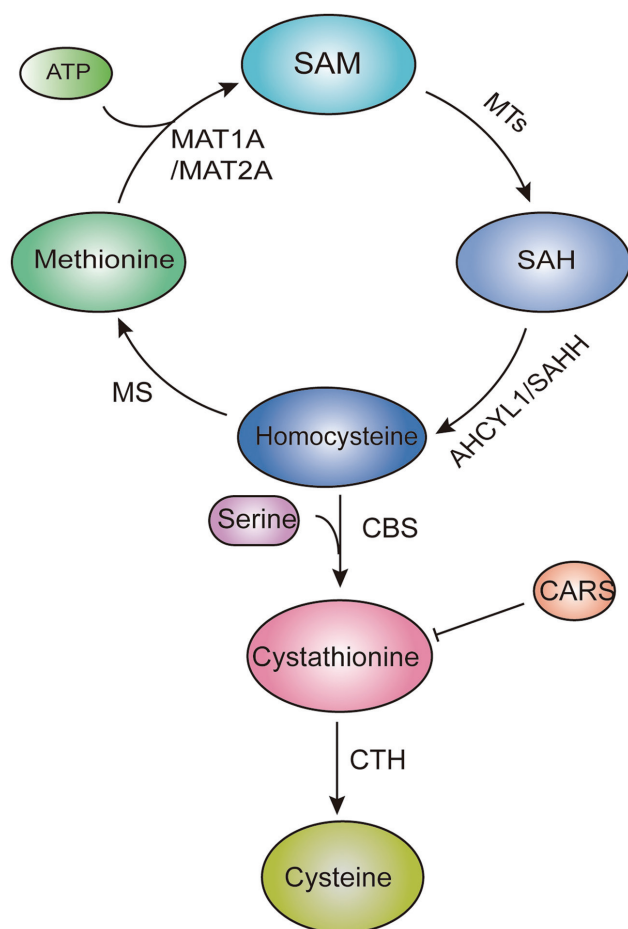 ATP
SAM
MTs
MAT1A
/MAT2A
Methionine
SAH
MS
AHCYL1/SAHH
Homocysteine
Serine
CBS
CARS
Cystathionine
CTH
Cysteine